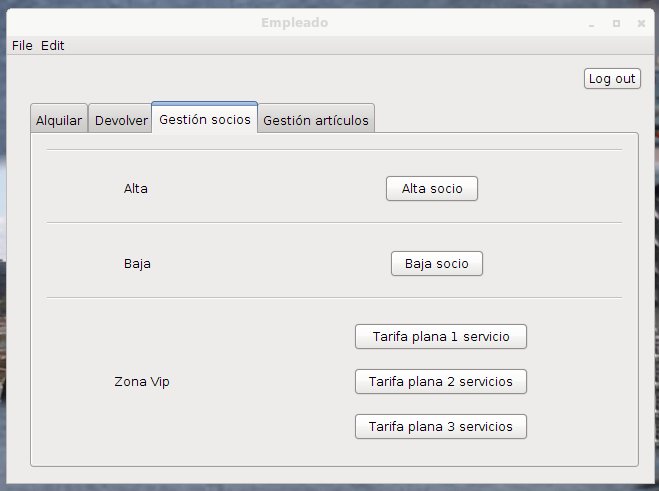 Empleado
File Edit
Log out
Alquilar Devolver Gestión socios Gestión artículos
Alta Alta socio
Baja Baja socio
Tarifa plana 1 servicio
Zona Vip Tarifa plana 2 servicios
Tarifa plana 3 servicios